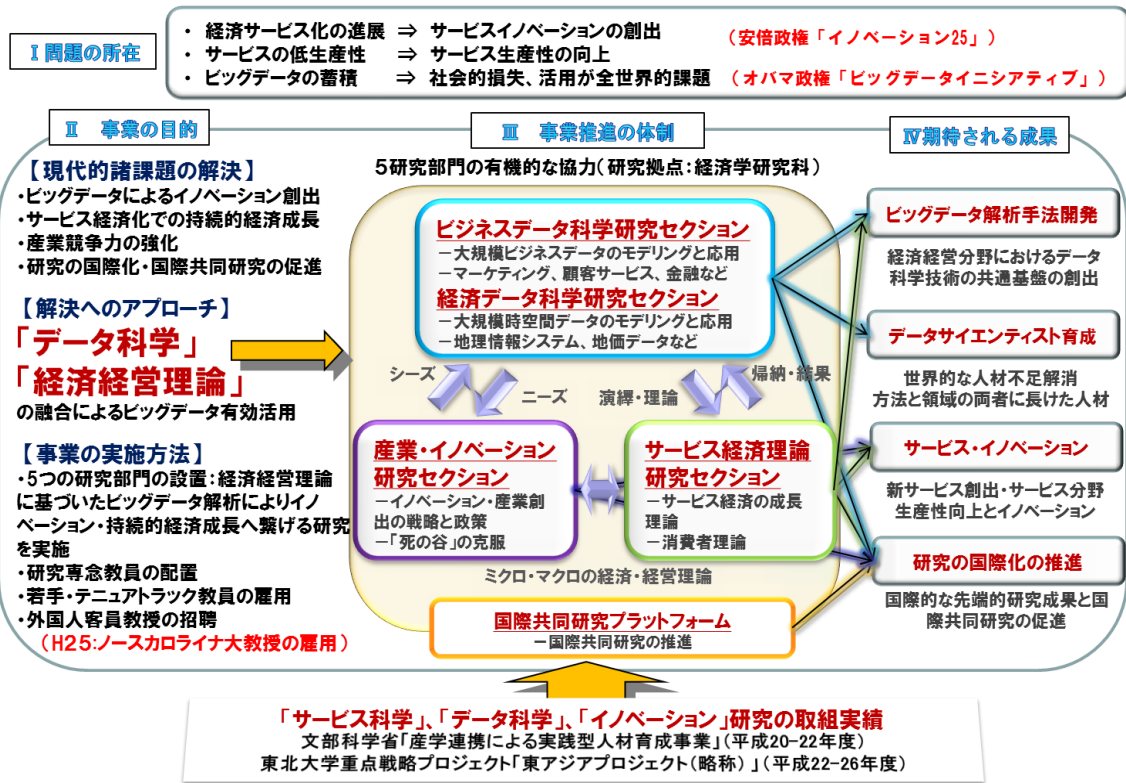 Ⅰ問題の所在
・ 経済サービス化の進展 ⇒ サービスイノベーションの創出 (安倍政権「イノベーション25」)
・ サービスの低生産性 ⇒ サービス生産性の向上
・ ビッグデータの蓄積 ⇒ 社会的損失、活用が全世界的課題 (オバマ政権「ビッグデータイニシアティブ」)
Ⅱ 事業の目的
【現代的諸課題の解決】
・ビッグデータによるイノベーション創出
・サービス経済化での持続的経済成長
・産業競争力の強化
・研究の国際化・国際共同研究の促進
【解決へのアプローチ】
「データ科学」
「経済経営理論」
の融合によるビッグデータ有効活用
【事業の実施方法】
・5つの研究部門の設置:経済経営理論
に基づいたビッグデータ解析によりイノ
ベーション・持続的経済成長へ繋げる研究
を実施
・研究専念教員の配置
・若手・テニュアトラック教員の雇用
・外国人客員教授の招聘
(H25:ノースカロライナ大教授の雇用)
Ⅲ 事業推進の体制
5研究部門の有機的な協力(研究拠点:経済学研究科)
ビジネスデータ科学研究セクション
－大規模ビジネスデータのモデリングと応用
－マーケティング、顧客サービス、金融など
経済データ科学研究セクション
－大規模時空間データのモデリングと応用
－地理情報システム、地価データなど
シーズ
ニーズ
演繹・理論
帰納・結果
産業・イノベーション
研究セクション
－イノベーション・産業創
出の戦略と政策
－「死の谷」の克服
サービス経済理論
研究セクション
－サービス経済の成長
理論
－消費者理論
ミクロ・マクロの経済・経営理論
国際共同研究プラットフォーム
－国際共同研究の推進
Ⅳ期待される成果
ビッグデータ解析手法開発
経済経営分野におけるデータ
科学技術の共通基盤の創出
データサイエンティスト育成
世界的な人材不足解消
方法と領域の両者に長けた人材
サービス・イノベーション
新サービス創出・サービス分野
生産性向上とイノベーション
研究の国際化の推進
国際的な先端的研究成果と国
際共同研究の促進
「サービス科学」、「データ科学」、「イノベーション」研究の取組実績
文部科学省「産学連携による実践型人材育成事業」(平成20-22年度)
東北大学重点戦略プロジェクト「東アジアプロジェクト(略称)」(平成22-26年度)